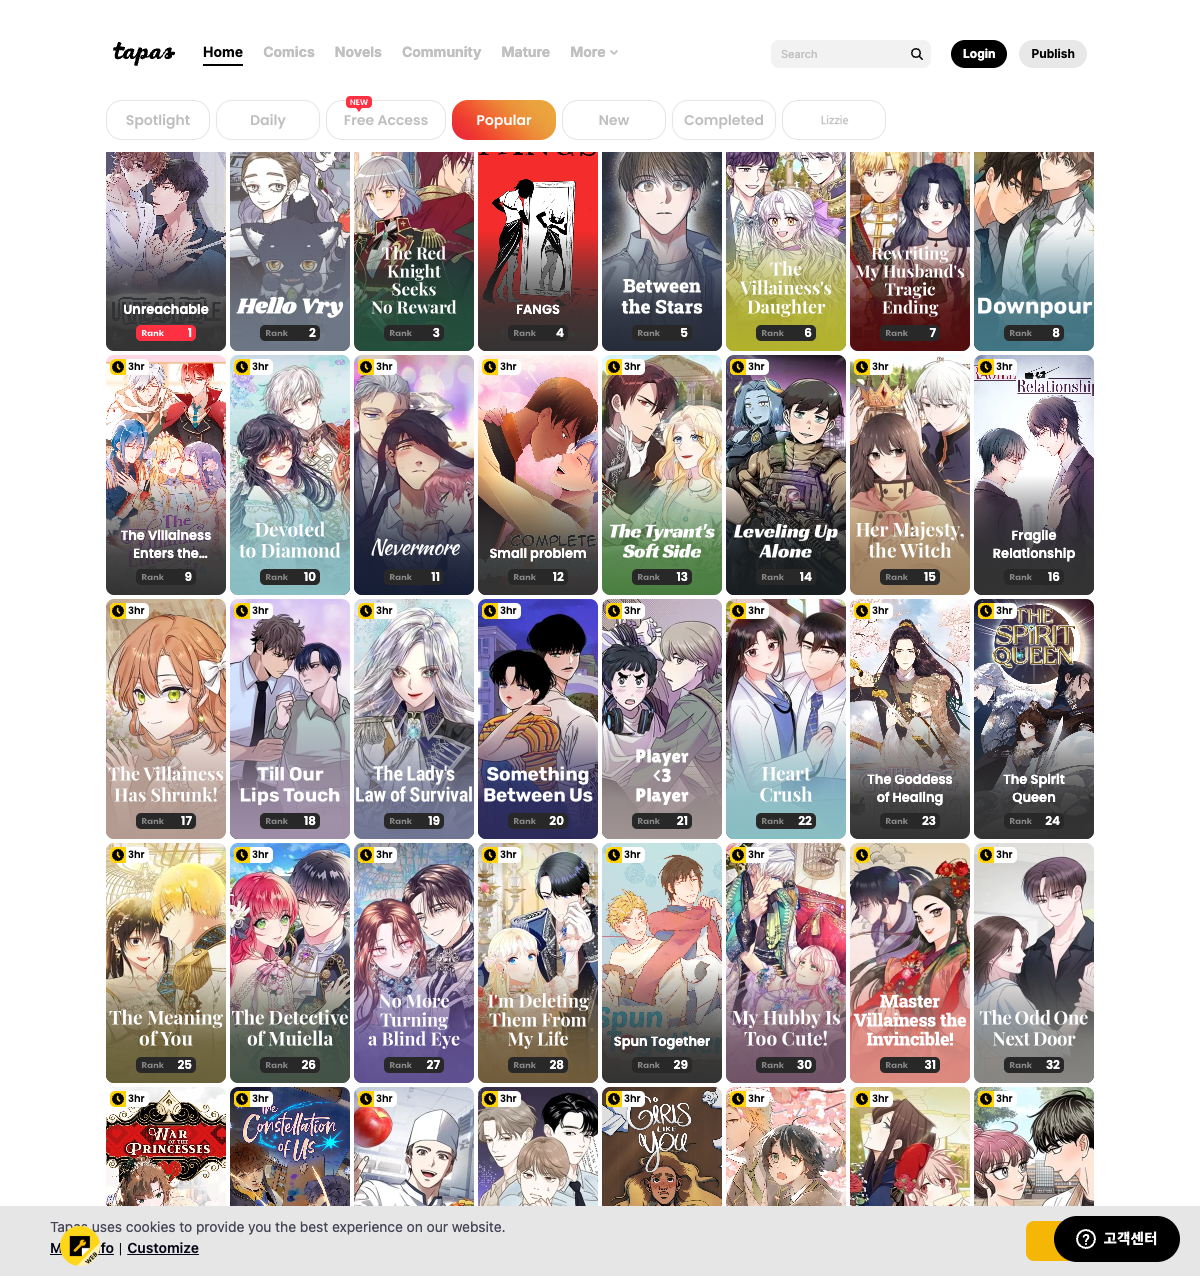 tapas
Home Comics Novels Community Mature More
Search
Login
Publish
NEW
Spotlight Daily Free Access Popular New Completed Lizzie
Unreachable
Rank 1
Hello Vry
Rank 2
The Red
Knight
Seeks
No Reward
Rank 3
FANGS
FANGS
Rank 4
Between
the Stars
Rank 5
The
Villainess's
Daughter
Rank 6
Rewriting
My Husband's
Tragic
Ending
Rank 7
Downpour
Rank 8
3hr
The
The Villainess
Enters the...
Rank 9
3hr
Devoted
to Diamond
Rank 10
3hr
Nevermore
Rank 11
3hr
COMPLETE
Small problem
Rank 12
3hr
The Tyrant's
Soft Side
Rank 13
3hr
Leveling Up
Alone
Rank 14
3hr
Her Majesty,
the Witch
Rank 15
3hr
Relationship
Fragile
Relationship
Rank 16
3hr
The Villainess
Has Shrunk!
Rank 17
3hr
Till Our
Lips Touch
Rank 18
3hr
The Lady's
Law of Survival
Rank 19
3hr
Something
Between Us
Rank 20
3hr
Player
<3
Player
Rank 21
3hr
Heart
Crush
Rank 22
3hr
The Goddess
of Healing
Rank 23
3hr
THE
SPIRIT
QUEEN
The Spirit
Queen
Rank 24
3hr
The Meaning
of You
Rank 25
3hr
The Detective
of Muiella
Rank 26
3hr
No More
Turning
a Blind Eye
Rank 27
3hr
I'm Deleting
Them From
My Life
Rank 28
3hr
Spun
Spun Together
Rank 29
3hr
My Hubby Is
Too Cute!
Rank 30
3hr
Master
Villainess the
Invincible!
Rank 31
3hr
The Odd One
Next Door
Rank 32
3hr
WAR
OF THE
PRINCESSES
3hr
The
Constellation
of Us
3hr
3hr
3hr
GIRLS
LIKE
YOU
3hr
3hr
3hr
Tapas uses cookies to provide you the best experience on our website.
| Customize
WEB
고객센터